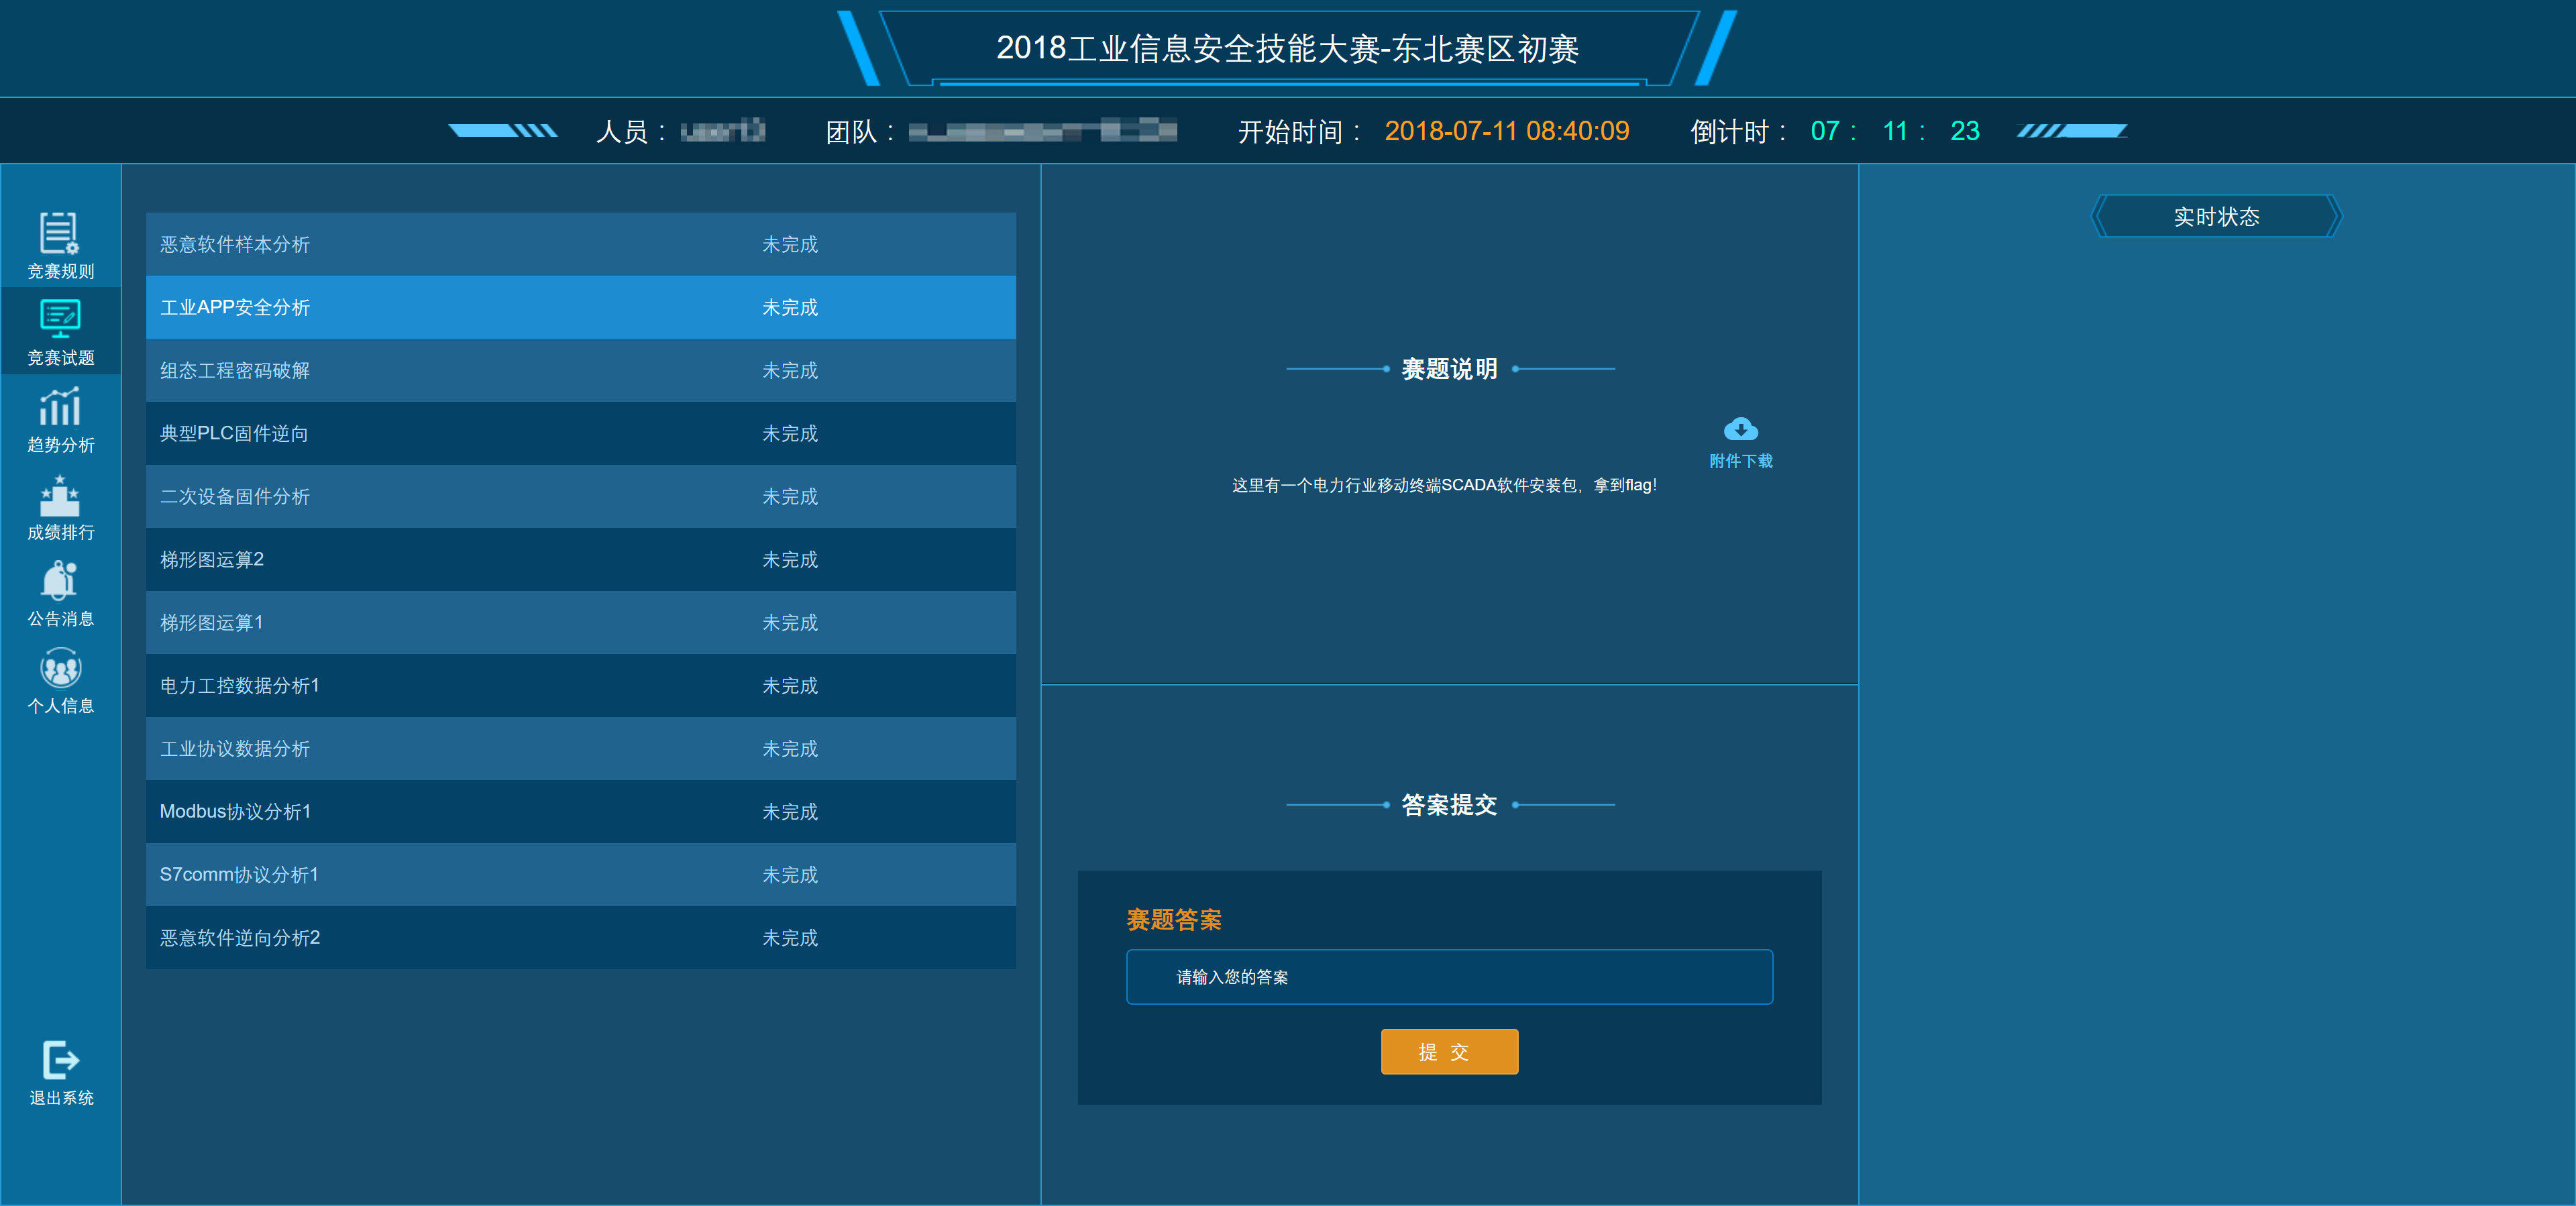 2018工业信息安全技能大赛-东北赛区初赛
人员： 团队： 开始时间： 2018-07-11 08:40:09 倒计时： 07： 11： 23
竞赛规则
竞赛试题
趋势分析
成绩排行
公告消息
个人信息
退出系统
恶意软件样本分析 未完成
工业APP安全分析 未完成
组态工程密码破解 未完成
典型PLC固件逆向 未完成
二次设备固件分析 未完成
梯形图运算2 未完成
梯形图运算1 未完成
电力工控数据分析1 未完成
工业协议数据分析 未完成
Modbus协议分析1 未完成
S7comm协议分析1 未完成
恶意软件逆向分析2 未完成
赛题说明
附件下载
这里有一个电力行业移动终端SCADA软件安装包，拿到flag！
答案提交
赛题答案
请输入您的答案
提 交
实时状态